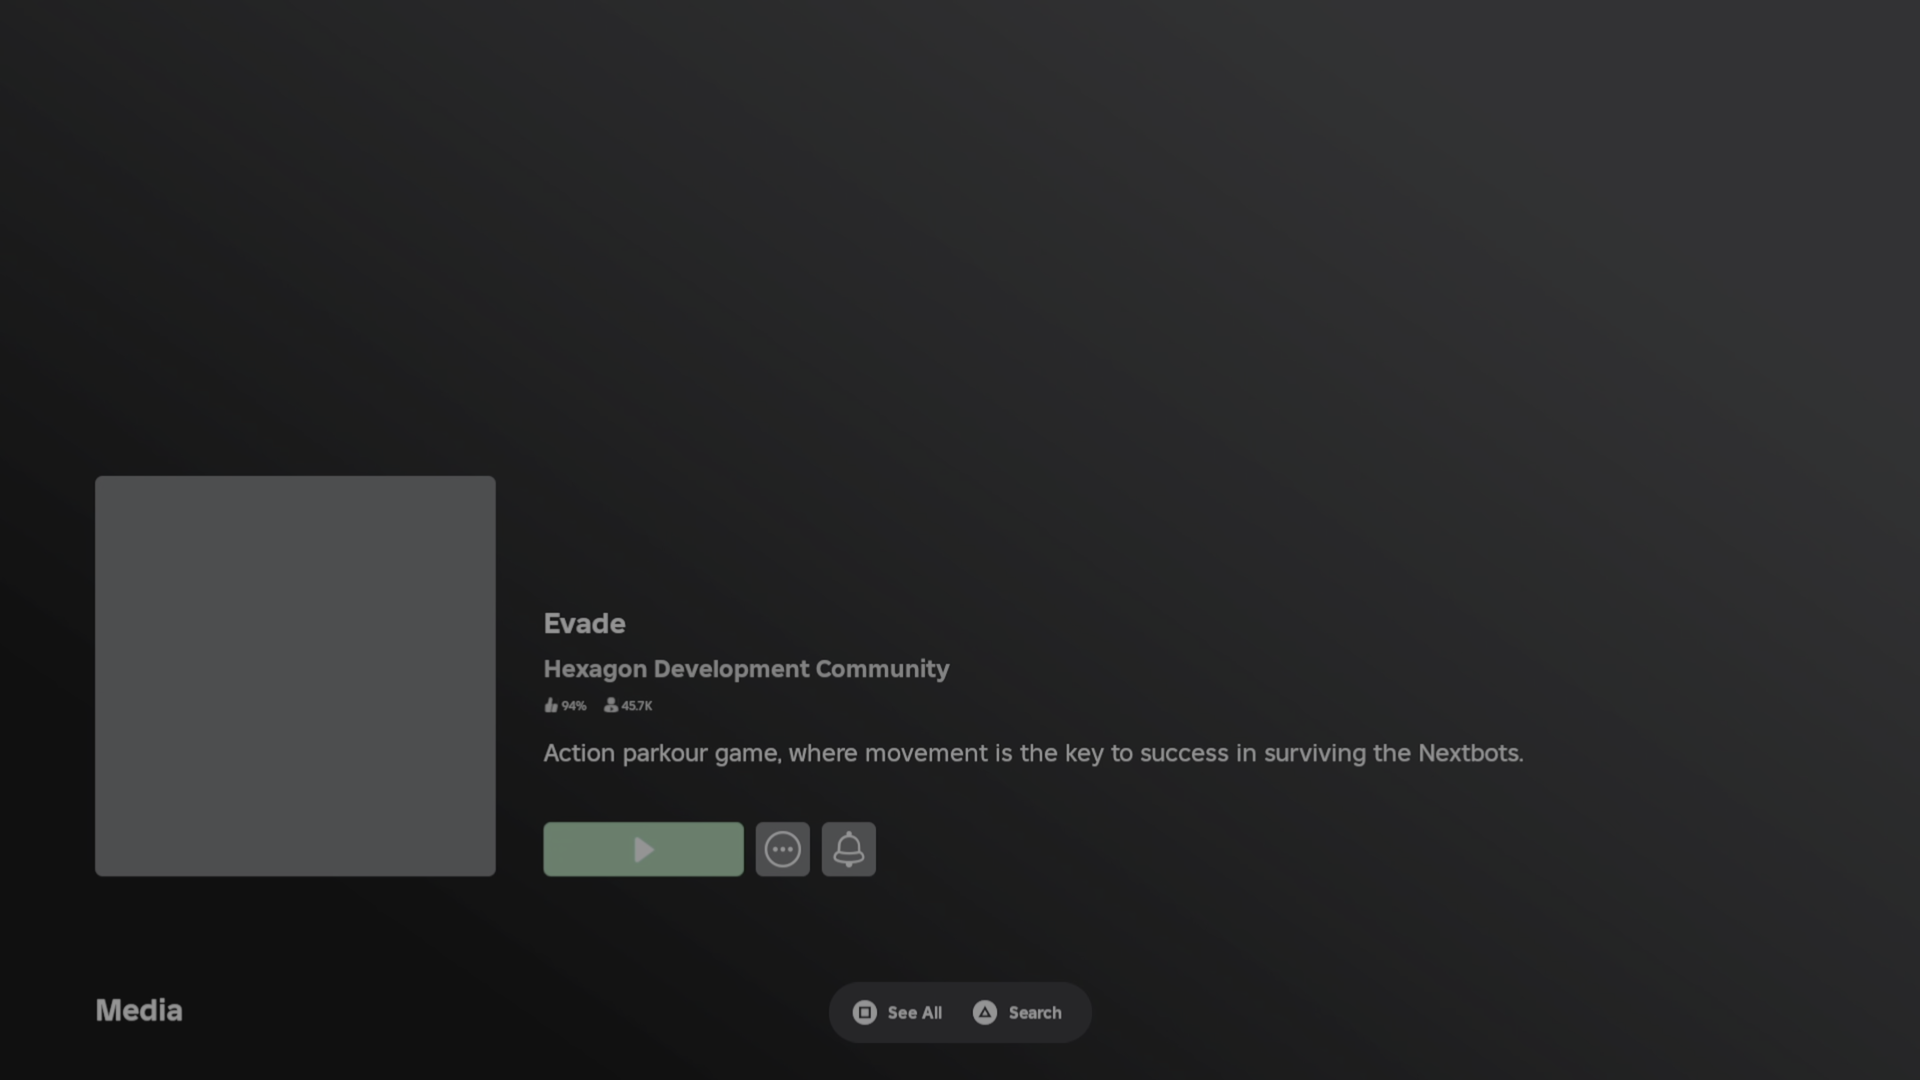 Evade
Hexagon Development Community
94% 45.7K
Action parkour game, where movement is the key to success in surviving the Nextbots.
Media
See All Search